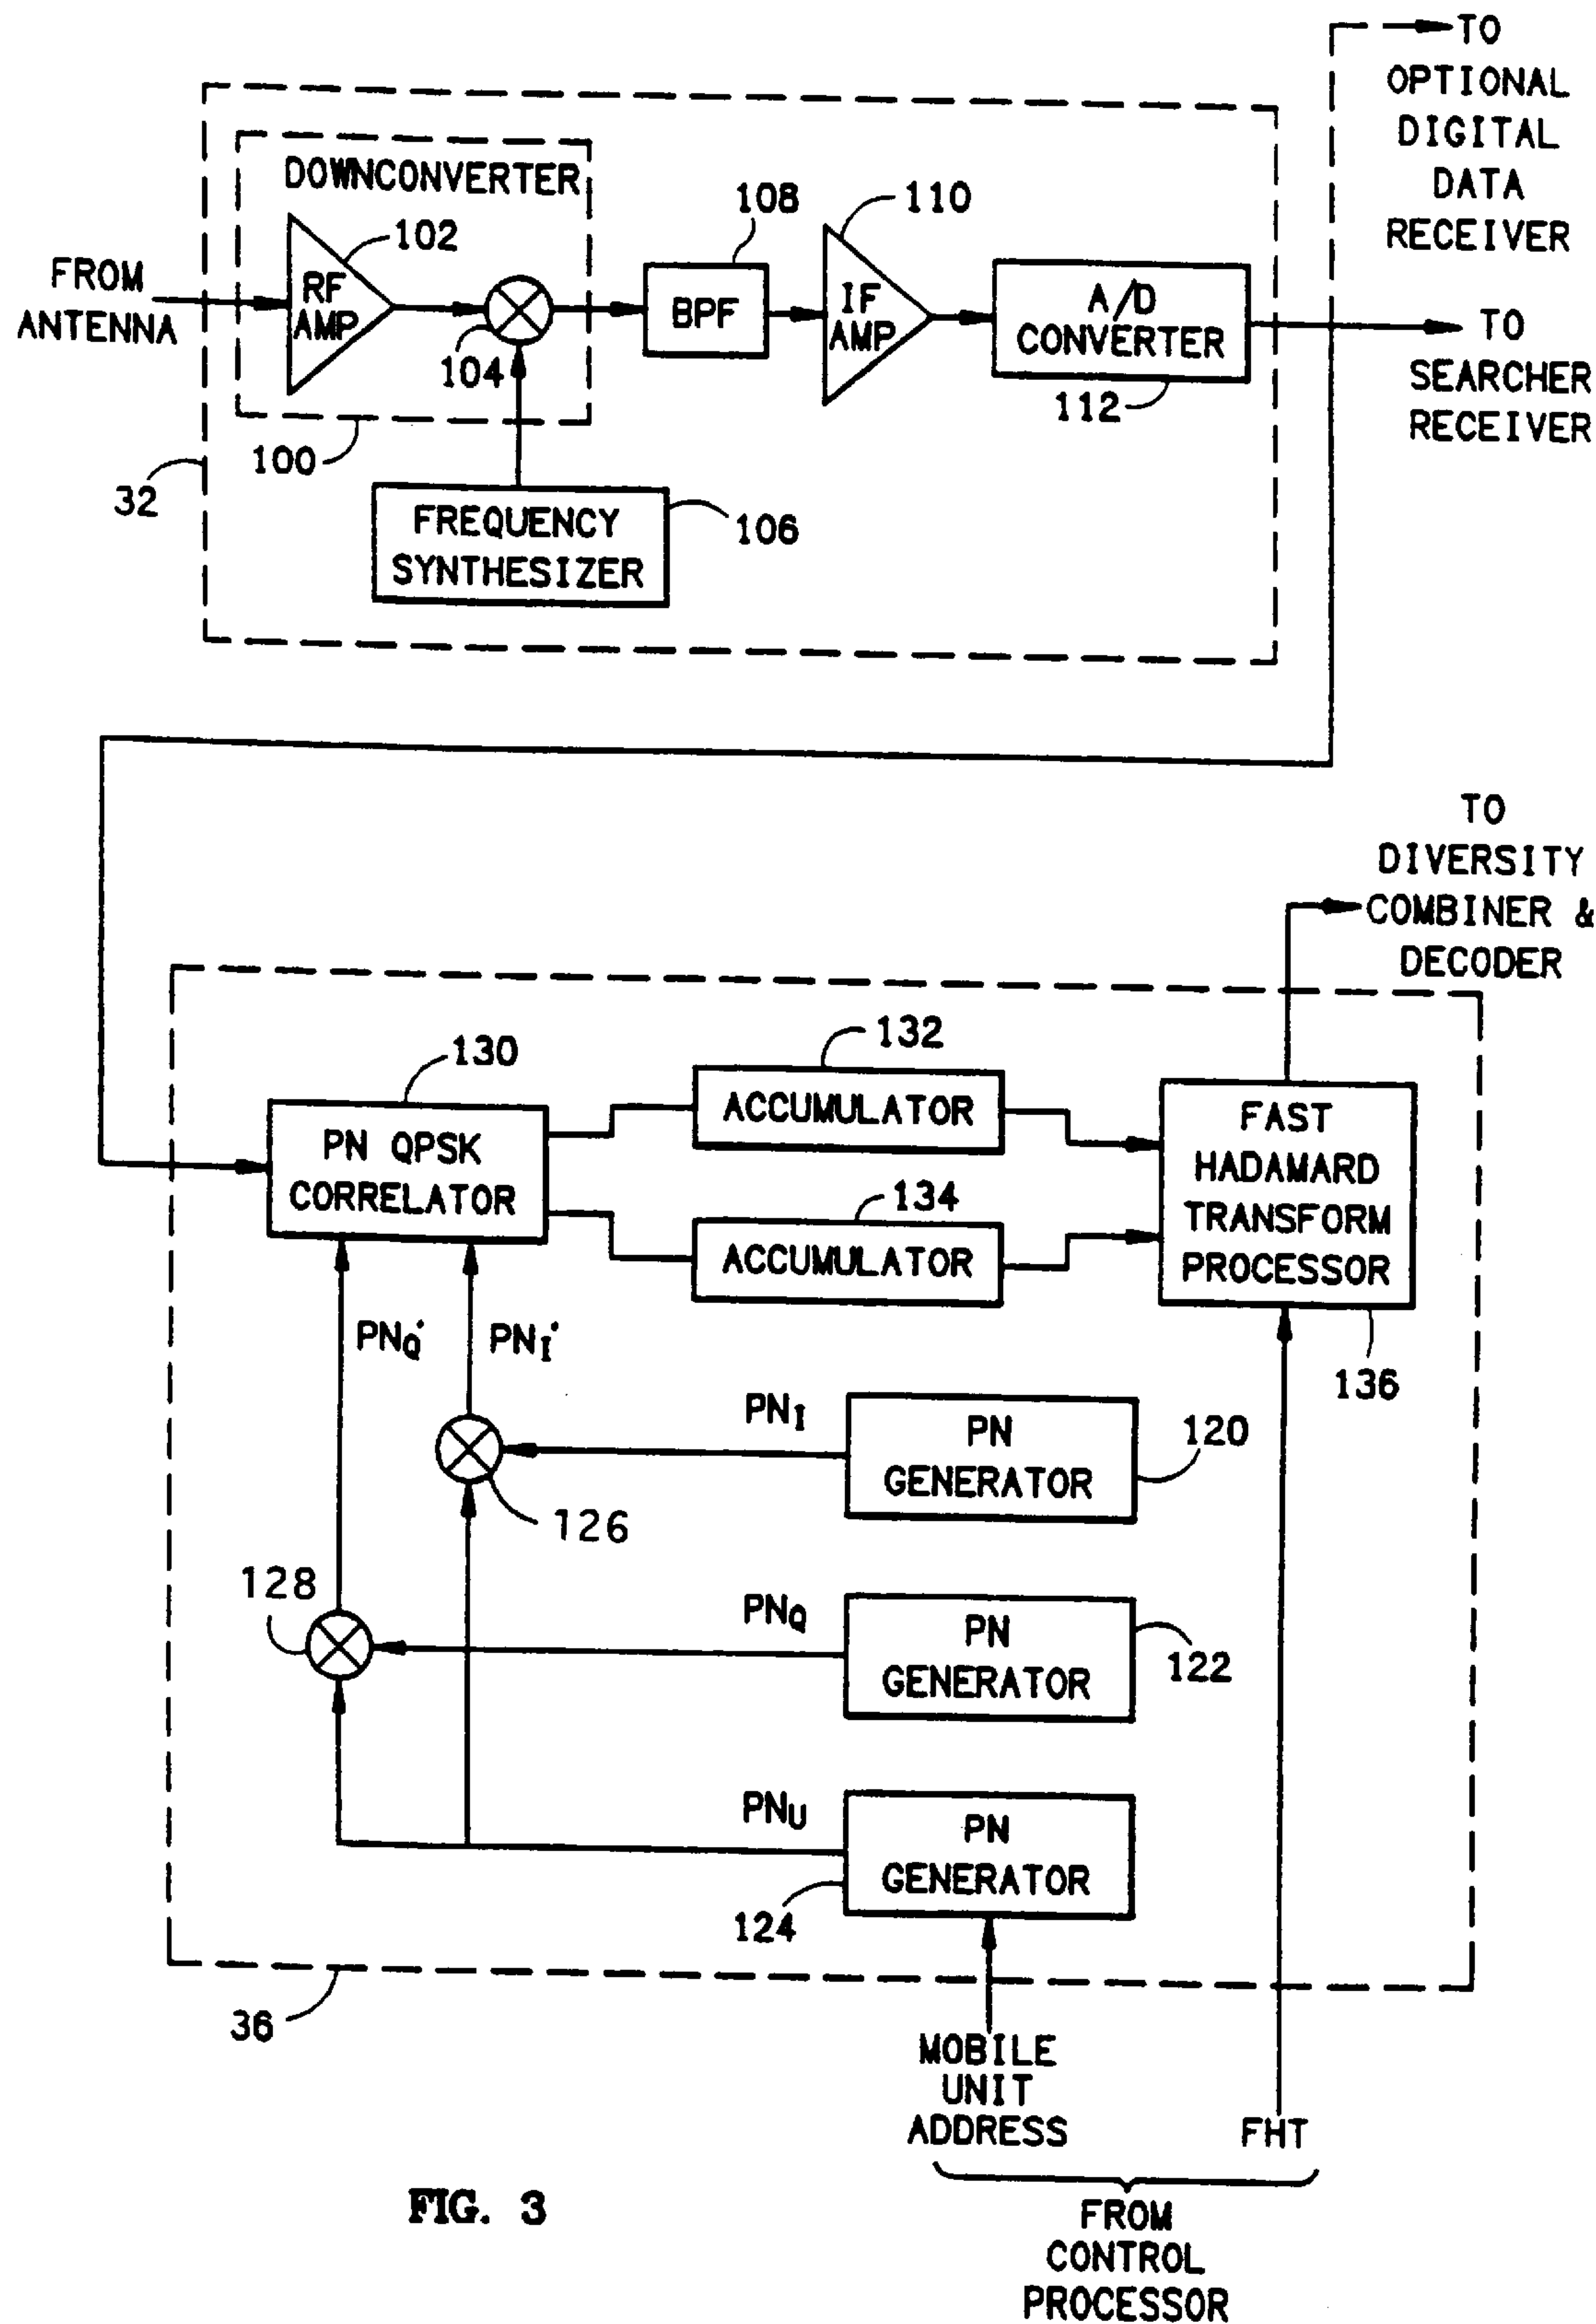 TO
OPTIONAL
DIGITAL
DATA
RECEIVER
DOWNCONVERTER
102
108
110
FROM
ANTENNA
RF
AMP
104
BPF
IF
AMP
A/D
CONVERTER
112
TO
SEARCHER
RECEIVER
100
32
FREQUENCY
SYNTHESIZER
106
TO
DIVERSITY
COMBINER &
DECODER
130
132
PN QPSK
CORRELATOR
ACCUMULATOR
134
ACCUMULATOR
FAST
HADAMARD
TRANSFORM
PROCESSOR
136
PNQ'
PNI'
PNI
PN
GENERATOR
120
126
128
PNQ
PN
GENERATOR
122
PNU
PN
GENERATOR
124
36
MOBILE
UNIT
ADDRESS
FHT
FROM
CONTROL
PROCESSOR
FIG. 3